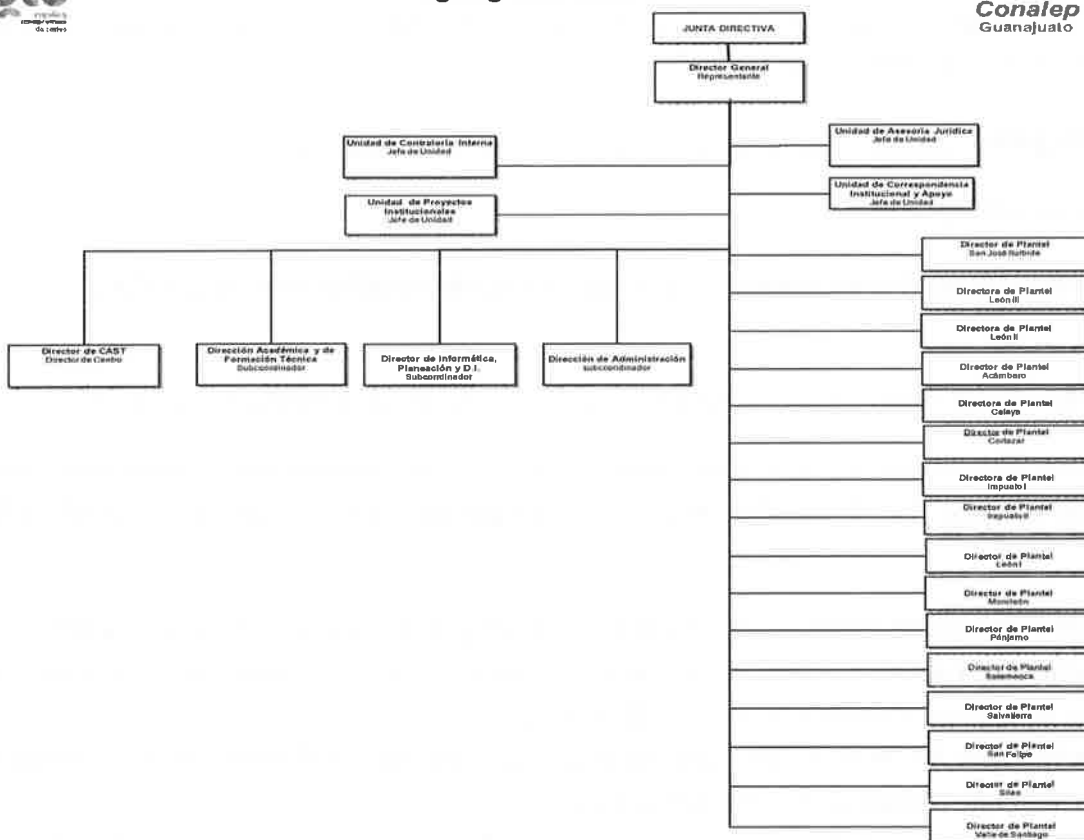 Conalep
Guanajuato
JUNTA DIRECTIVA
Director General
Representante
Unidad de Contraloría Interna
Jefe de Unidad
Unidad de Asesoría Jurídica
Jefe de Unidad
Unidad de Proyectos
Institucionales
Jefe de Unidad
Unidad de Correspondencia
Institucional y Apoyo
Jefe de Unidad
Director de CAST
Director de Centro
Dirección Académica y de
Formación Técnica
Subcoordinador
Director de Informática,
Planeación y D.I.
Subcoordinador
Dirección de Administración
subcoordinador
Director de Plantel
San José Iturbide
Directora de Plantel
León III
Directora de Plantel
León II
Director de Plantel
Acámbaro
Directora de Plantel
Celaya
Director de Plantel
Cortazar
Directora de Plantel
Irapuato I
Director de Plantel
Irapuato II
Director de Plantel
León I
Director de Plantel
Moroleón
Director de Plantel
Pénjamo
Director de Plantel
Salamanca
Director de Plantel
Salvatierra
Director de Plantel
San Felipe
Director de Plantel
Silao
Director de Plantel
Valle de Santiago